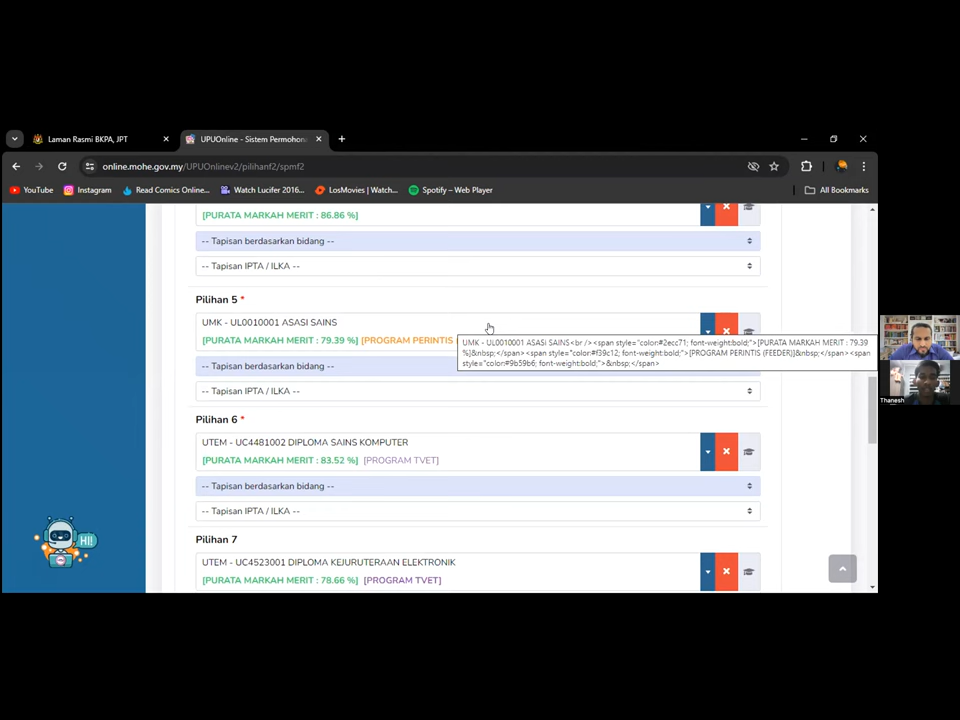 Laman Rasmi BKPA, JPT
UPUOnline - Sistem Permohon
online.mohe.gov.my/UPUOnlinev2/pilihanf2/spmf2
YouTube Instagram Read Comics Online... Watch Lucifer 2016... LosMovies | Watch... Spotify – Web Player All Bookmarks
[PURATA MARKAH MERIT : 86.86 %]
-- Tapisan berdasarkan bidang --
-- Tapisan IPTA / ILKA --
Pilihan 5 *
UMK - UL0010001 ASASI SAINS
[PURATA MARKAH MERIT : 79.39 %] [PROGRAM PERINTIS
UMK - UL0010001 ASASI SAINS<br /><span style="color:#2ecc71; font-weight:bold;">[PURATA MARKAH MERIT : 79.39
%]&nbsp;</span><span style="color:#f39c12; font-weight:bold;">[PROGRAM PERINTIS (FEEDER)]&nbsp;</span><span
style="color:#9b59b6; font-weight:bold;">&nbsp;</span>
-- Tapisan berdasarkan bidang --
-- Tapisan IPTA / ILKA --
Pilihan 6 *
UTEM - UC4481002 DIPLOMA SAINS KOMPUTER
[PURATA MARKAH MERIT : 83.52 %] [PROGRAM TVET]
-- Tapisan berdasarkan bidang --
-- Tapisan IPTA / ILKA --
Pilihan 7
UTEM - UC4523001 DIPLOMA KEJURUTERAAN ELEKTRONIK
[PURATA MARKAH MERIT : 78.66 %] [PROGRAM TVET]
HI!
Thanesh